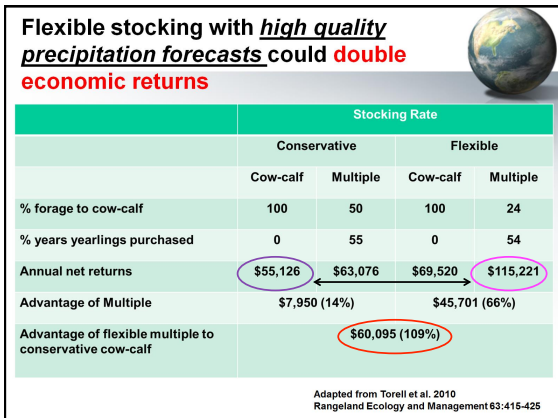 Flexible stocking with high quality
precipitation forecasts could double
economic returns
Stocking Rate
Conservative Flexible
Cow-calf Multiple Cow-calf Multiple
% forage to cow-calf 100 50 100 24
% years yearlings purchased 0 55 0 54
Annual net returns $55,126 $63,076 $69,520 $115,221
Advantage of Multiple $7,950 (14%) $45,701 (66%)
Advantage of flexible multiple to
conservative cow-calf $60,095 (109%)
Adapted from Torell et al. 2010
Rangeland Ecology and Management 63:415-425